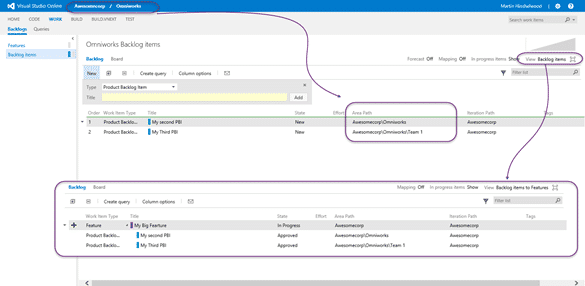 Visual Studio Online Awesomecorp / Omniworks Martin Hinshelwood
HOME CODE WORK BUILD BUILD.VNEXT TEST Search work items
Backlogs Queries
Features
Backlog items
Omniworks Backlog items
Backlog Board Forecast Off Mapping Off In progress items Show View Backlog items
New Create query Column options Filter list
Type Product Backlog Item
Title Add
Order Work Item Type Title State Effort Area Path Iteration Path Tags
1 Product Backlo... My second PBI New Awesomecorp\Omniworks Awesomecorp
2 Product Backlo... My Third PBI New Awesomecorp\Omniworks\Team 1 Awesomecorp
Backlog Board Mapping Off In progress items Show View Backlog items to Features
Create query Column options Filter list
Work Item Type Title State Effort Area Path Iteration Path Tags
Feature My Big Fearture In Progress Awesomecorp Awesomecorp
Product Backlo... My second PBI Approved Awesomecorp\Omniworks Awesomecorp
Product Backlo... My Third PBI Approved Awesomecorp\Omniworks\Team 1 Awesomecorp